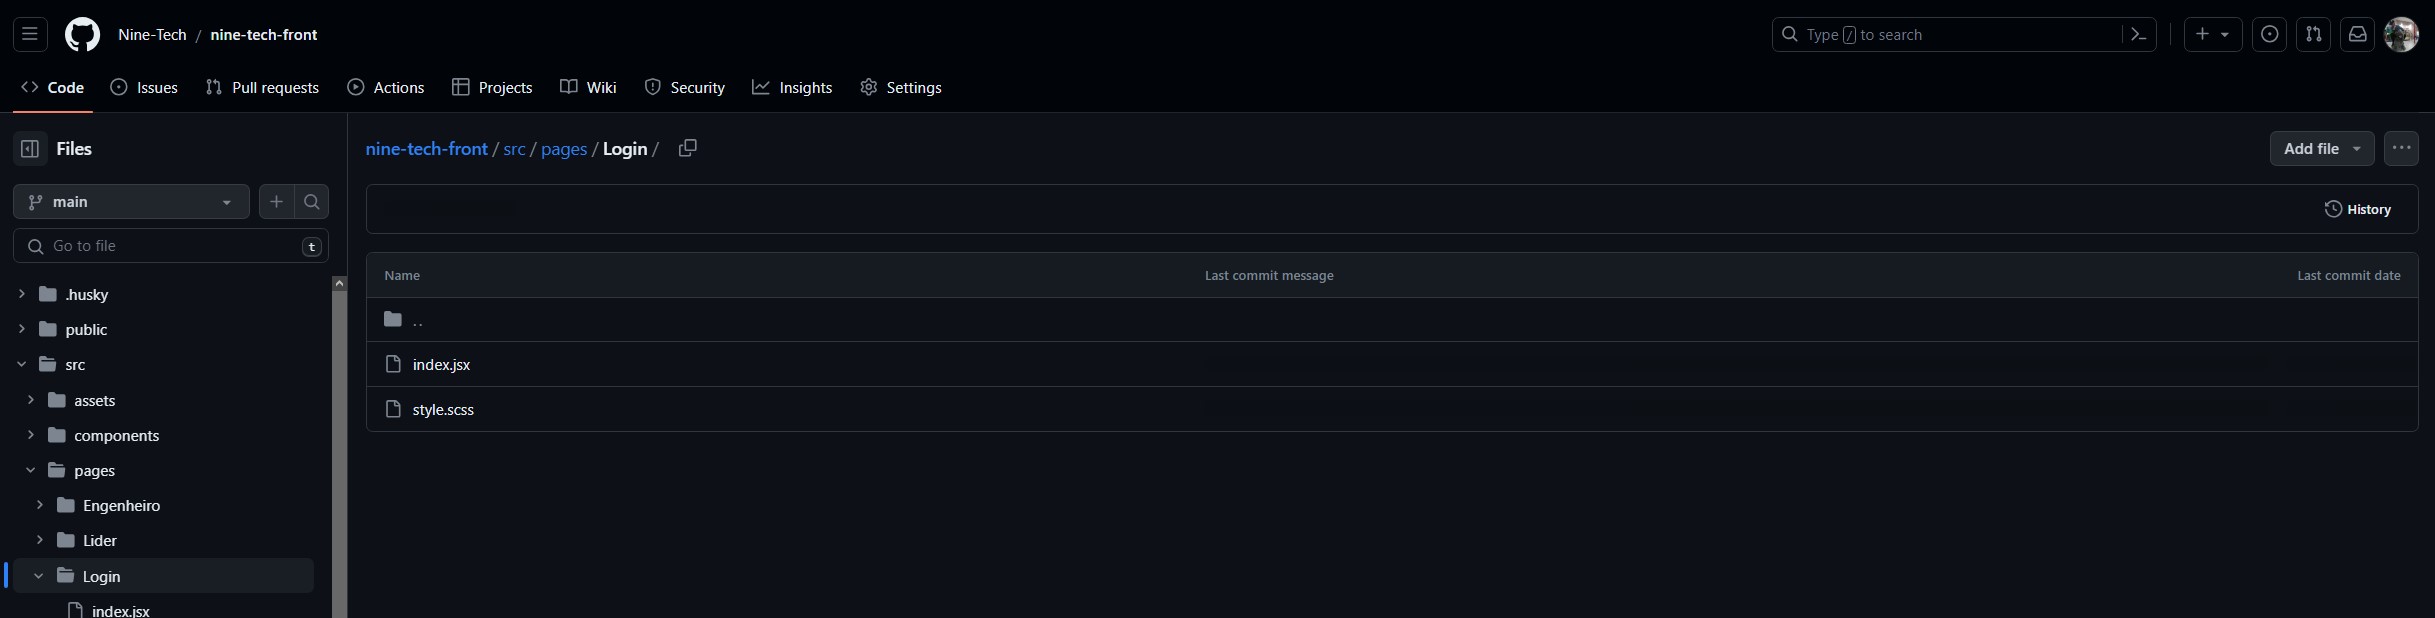 Nine-Tech / nine-tech-front
Type / to search
Code Issues Pull requests Actions Projects Wiki Security Insights Settings
Files
main
Go to file t
.husky
public
src
assets
components
pages
Engenheiro
Lider
Login
index.jsx
nine-tech-front / src / pages / Login /
Add file
History
Name Last commit message Last commit date
..
index.jsx
style.scss